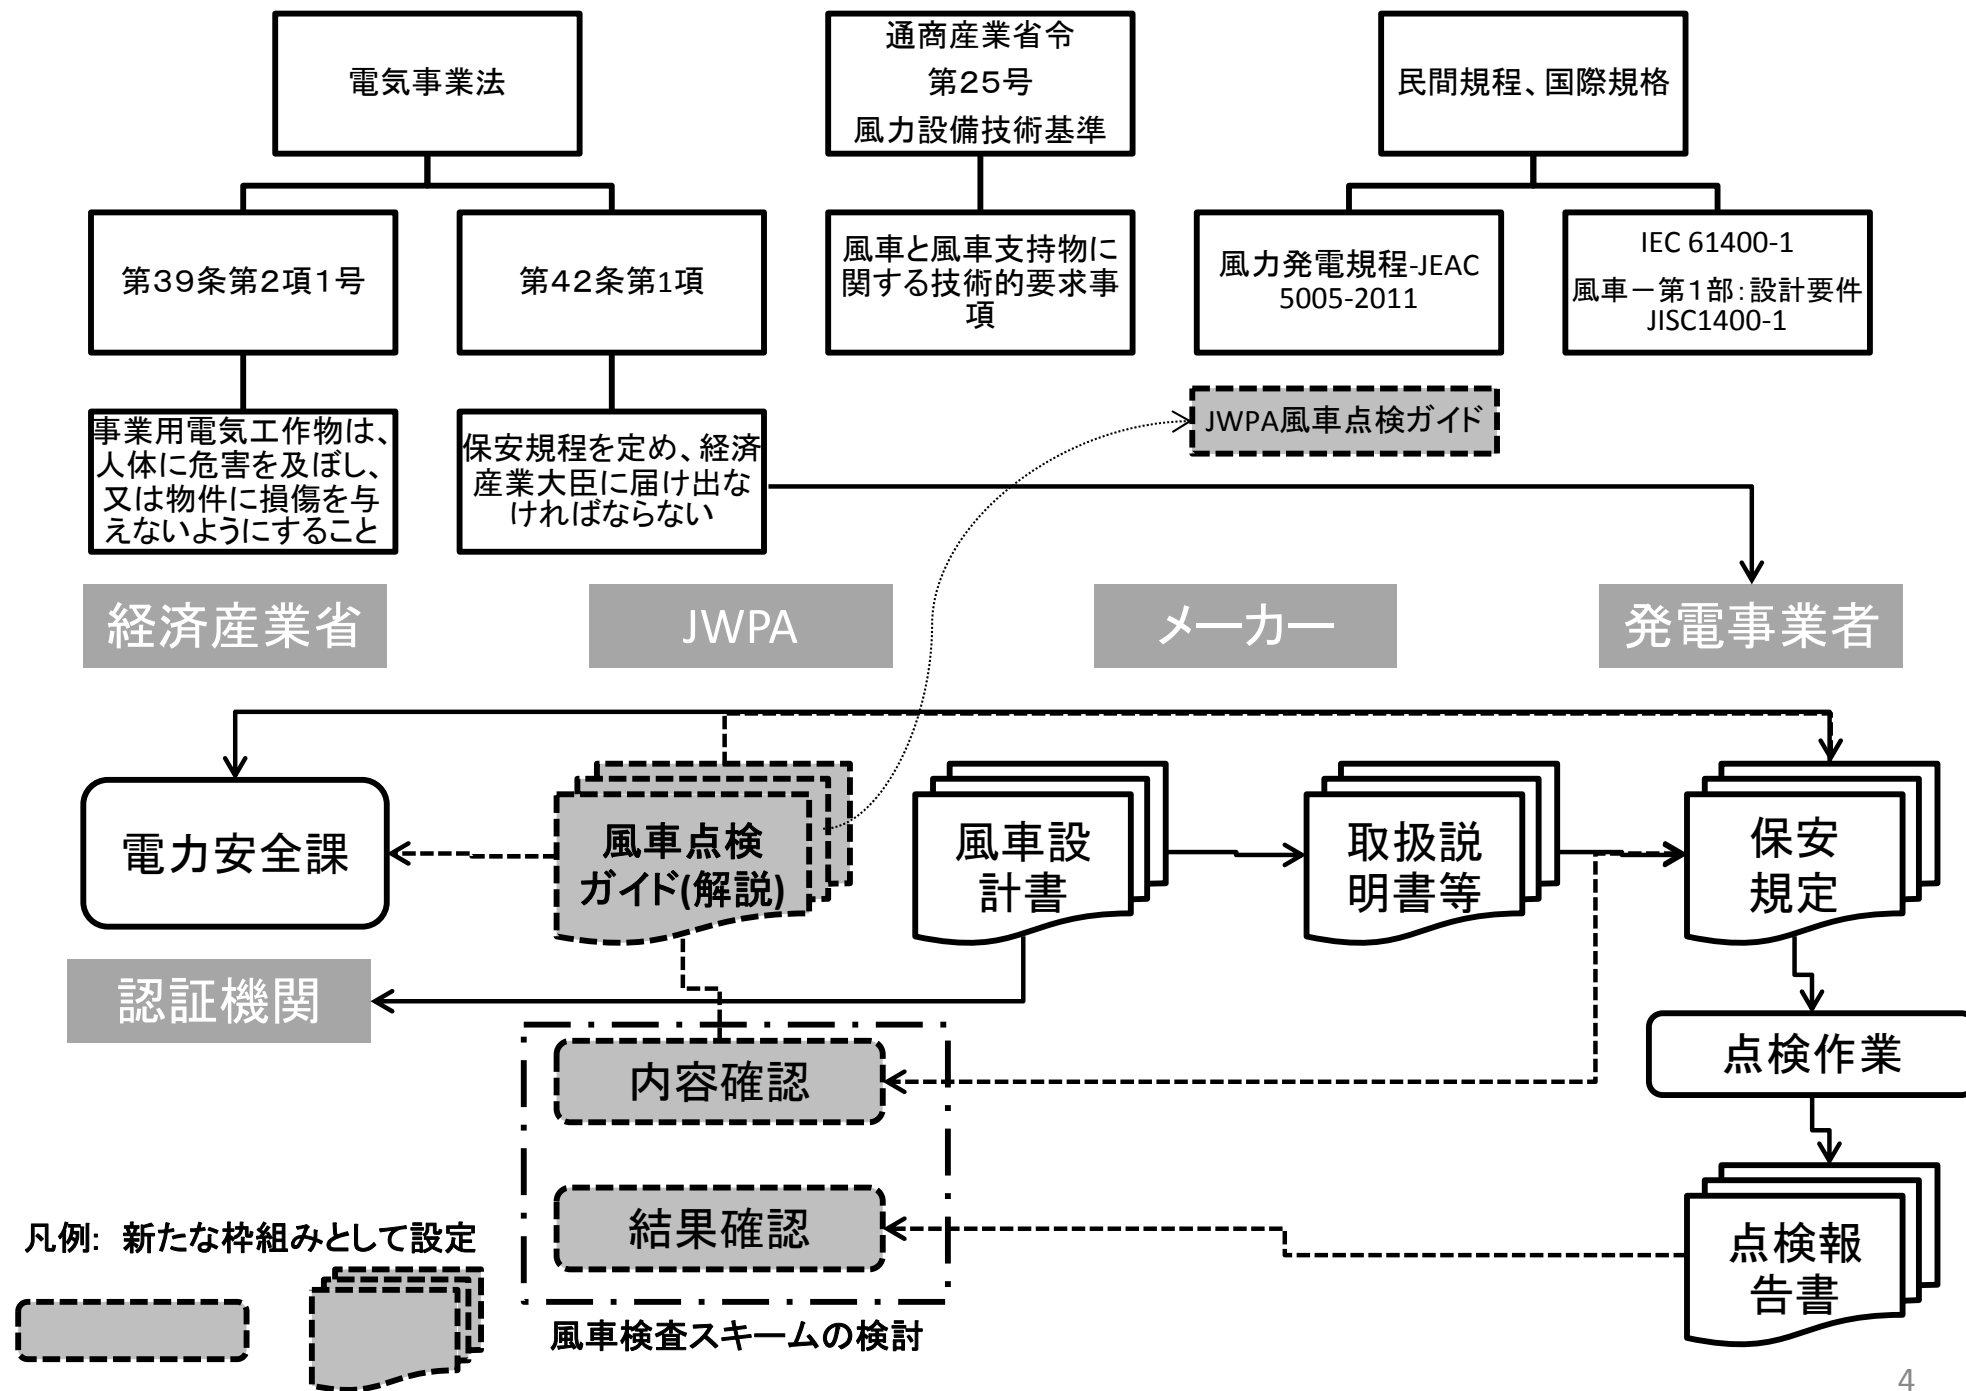 電気事業法
通商産業省令
第25号
風力設備技術基準
民間規程、国際規格
第39条第2項1号
第42条第1項
風車と風車支持物に
関する技術的要求事
項
風力発電規程-JEAC
5005-2011
IEC 61400-1
風車－第1部：設計要件
JISC1400-1
事業用電気工作物は、
人体に危害を及ぼし、
又は物件に損傷を与
えないようにすること
保安規程を定め、経済
産業大臣に届け出な
ければならない
JWPA風車点検ガイド
経済産業省
JWPA
メーカー
発電事業者
電力安全課
風車点検
ガイド(解説)
風車設
計書
取扱説
明書等
保安
規定
認証機関
内容確認
点検作業
結果確認
点検報
告書
凡例: 新たな枠組みとして設定
風車検査スキームの検討
4